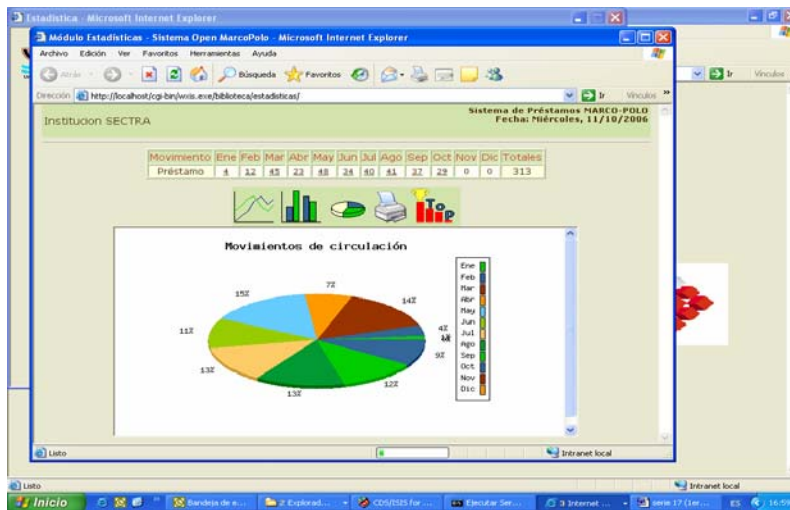 Estadistica - Microsoft Internet Explorer
Módulo Estadísticas - Sistema Open MarcoPolo - Microsoft Internet Explorer
Archivo Edición Ver Favoritos Herramientas Ayuda
Atrás Búsqueda Favoritos
Dirección http://localhost/cgi-bin/wxis.exe/biblioteca/estadisticas/ Ir Vínculos »
Ir Vínculos
Institucion SECTRA
Sistema de Préstamos MARCO-POLO
Fecha: Miércoles, 11/10/2006
Movimiento Ene Feb Mar Abr May Jun Jul Ago Sep Oct Nov Dic Totales
Préstamo 4 12 45 23 48 34 40 41 37 29 0 0 313
Top
Movimientos de circulación
7%
15%
14%
11%
4%
9%
13%
12%
13%
Ene
Feb
Mar
Abr
May
Jun
Jul
Ago
Sep
Oct
Nov
Dic
Listo Intranet local
Listo Intranet local
Inicio » Bandeja de e... 2 Explorad... CDS/ISIS for ... Ejecutar Ser... 3 Internet ... serie 17 (1er... ES 16:59